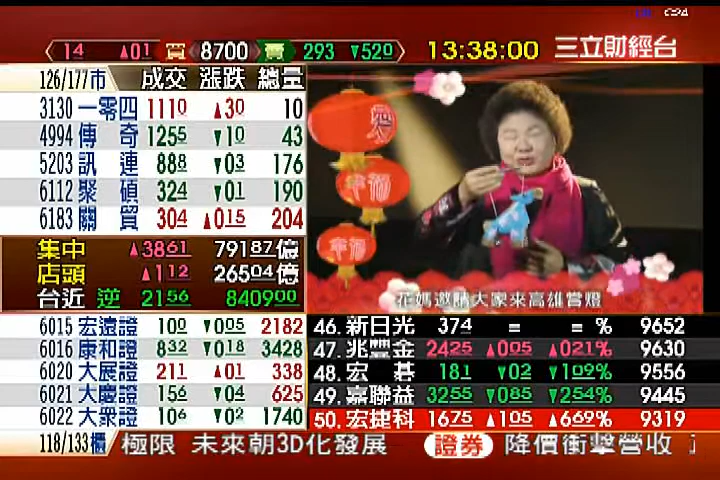 14 ▲01 買 8700 賣 293 ▼520 13:38:00 三立財經台
126/177市 成交 漲跌 總量
3130 一零四 1110 ▲30 10
4994 傳奇 1255 ▼10 43
5203 訊連 888 ▼03 176
6112 聚碩 324 ▼01 190
6183 關貿 304 ▲015 204
集中 ▲3861 79187億
店頭 ▲112 26504億
台近 逆 2156 840900
6015 宏遠證 100 ▼005 2182
6016 康和證 832 ▼018 3428
6020 大展證 211 ▲01 338
6021 大慶證 156 ▼04 625
6022 大眾證 106 ▼02 1740
118/133櫃
花媽邀請大家來高雄賞燈
46. 新日光 374 = = % 9652
47. 兆豐金 2425 ▲005 ▲021% 9630
48. 宏碁 181 ▼02 ▼109% 9556
49. 嘉聯益 3255 ▼085 ▼254% 9445
50. 宏捷科 1675 ▲105 ▲669% 9319
極限 未來朝3D化發展 證券 降價衝擊營收